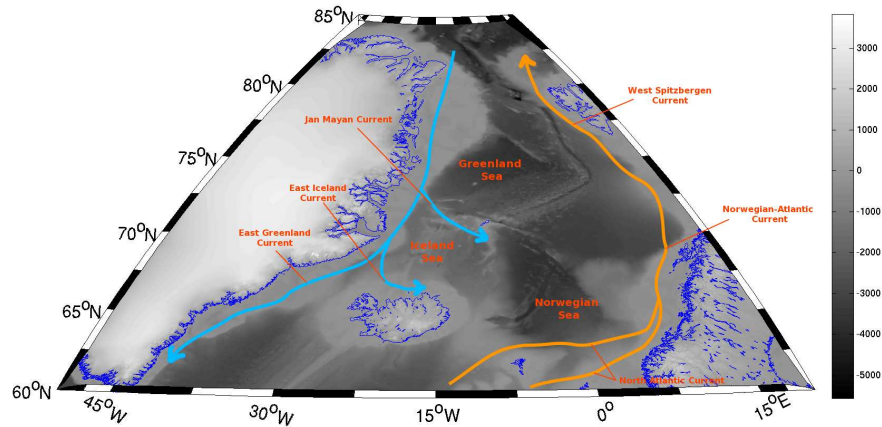 85°N
80°N
75°N
70°N
65°N
60°N
45°W
30°W
15°W
0°
15°E
West Spitzbergen
Current
Jan Mayan Current
Greenland
Sea
East Iceland
Current
Norwegian-Atlantic
Current
East Greenland
Current
Iceland
Sea
Norwegian
Sea
North Atlantic Current
3000
2000
1000
0
-1000
-2000
-3000
-4000
-5000